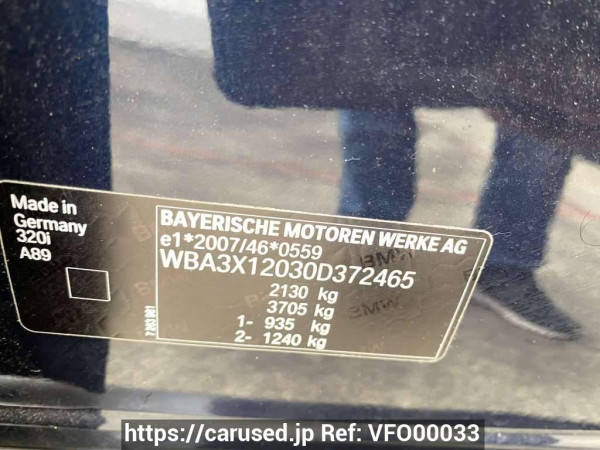 Made in
Germany
320i
A89
BAYERISCHE MOTOREN WERKE AG
e1*2007/46*0559
WBA3X12030D372465
2130 kg
3705 kg
1- 935 kg
2- 1240 kg
BMW
https://carused.jp Ref: VFO00033